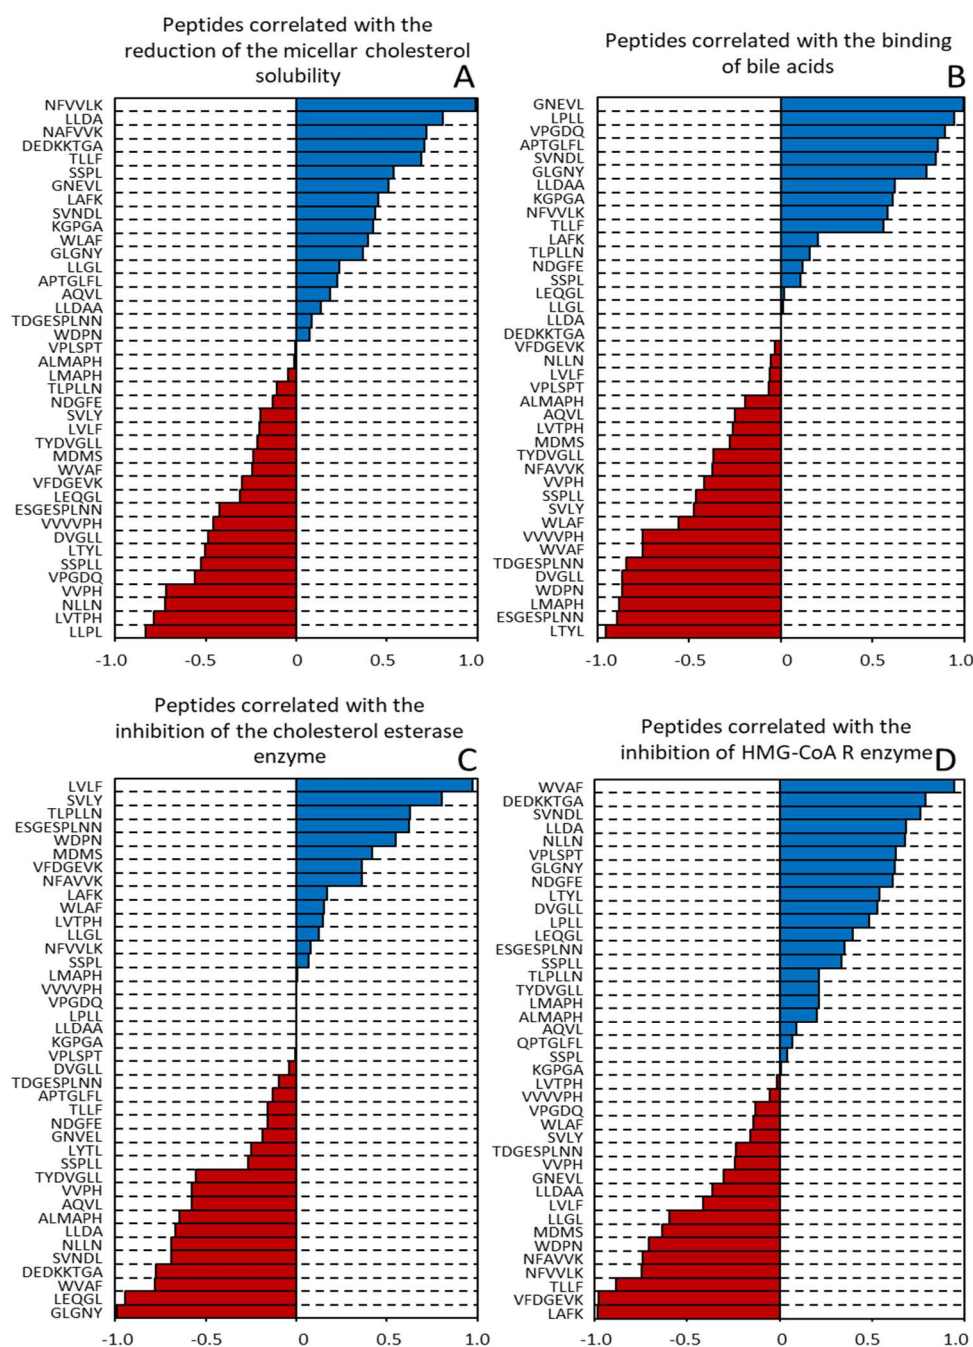 Peptides correlated with the
reduction of the micellar cholesterol
solubility
A
NFVVLK
LLDA
NAFVVK
DEDKKTGA
TLLF
SSPL
GNEVL
LAFK
SVNDL
KGPGA
WLAF
GLGNY
LLGL
APTGLFL
AQVL
LLDAA
TDGESPLNN
WDPN
VPLSPT
ALMAPH
LMAPH
TLPLLN
NDGFE
SVLY
LVLF
TYDVGLL
MDMS
WVAF
VFDGEVK
LEQGL
ESGESPLNN
VVVVPH
DVGLL
LTYL
SSPLL
VPGDQ
VVPH
NLLN
LVTPH
LLPL
-1.0 -0.5 0 0.5 1.0
Peptides correlated with the binding
of bile acids
B
GNEVL
LPLL
VPGDQ
APTGLFL
SVNDL
GLGNY
LLDAA
KGPGA
NFVVLK
TLLF
LAFK
TLPLLN
NDGFE
SSPL
LEQGL
LLGL
LLDA
DEDKKTGA
VFDGEVK
NLLN
LVLF
VPLSPT
ALMAPH
AQVL
LVTPH
MDMS
TYDVGLL
NFAVVK
VVPH
SSPLL
SVLY
WLAF
VVVVPH
WVAF
TDGESPLNN
DVGLL
WDPN
LMAPH
ESGESPLNN
LTYL
-1.0 -0.5 0 0.5 1.0
Peptides correlated with the
inhibition of the cholesterol esterase
enzyme
C
LVLF
SVLY
TLPLLN
ESGESPLNN
WDPN
MDMS
VFDGEVK
NFAVVK
LAFK
WLAF
LVTPH
LLGL
NFVVLK
SSPL
LMAPH
VVVVPH
VPGDQ
LPLL
LLDAA
KGPGA
VPLSPT
DVGLL
TDGESPLNN
APTGLFL
TLLF
NDGFE
GNVEL
LYTL
SSPLL
TYDVGLL
VVPH
AQVL
ALMAPH
LLDA
NLLN
SVNDL
DEDKKTGA
WVAF
LEQGL
GLGNY
-1.0 -0.5 0 0.5 1.0
Peptides correlated with the
inhibition of HMG-CoA R enzyme
D
WVAF
DEDKKTGA
SVNDL
LLDA
NLLN
VPLSPT
GLGNY
NDGFE
LTYL
DVGLL
LPLL
LEQGL
ESGESPLNN
SSPLL
TLPLLN
TYDVGLL
LMAPH
ALMAPH
AQVL
QPTGLFL
SSPL
KGPGA
LVTPH
VVVVPH
VPGDQ
WLAF
SVLY
TDGESPLNN
VVPH
GNEVL
LLDAA
LVLF
LLGL
MDMS
WDPN
NFAVVK
NFVVLK
TLLF
VFDGEVK
LAFK
-1.0 -0.5 0 0.5 1.0